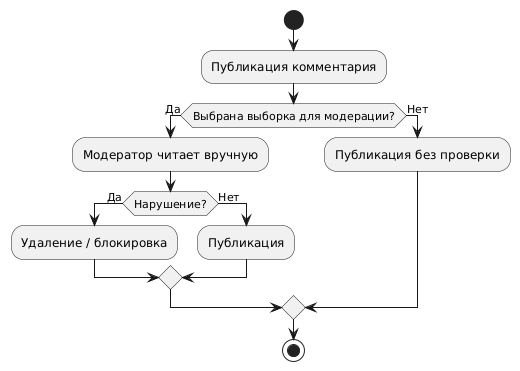 Публикация комментария
Да
Выбрана выборка для модерации?
Нет
Модератор читает вручную
Публикация без проверки
Да
Нарушение?
Нет
Удаление / блокировка
Публикация